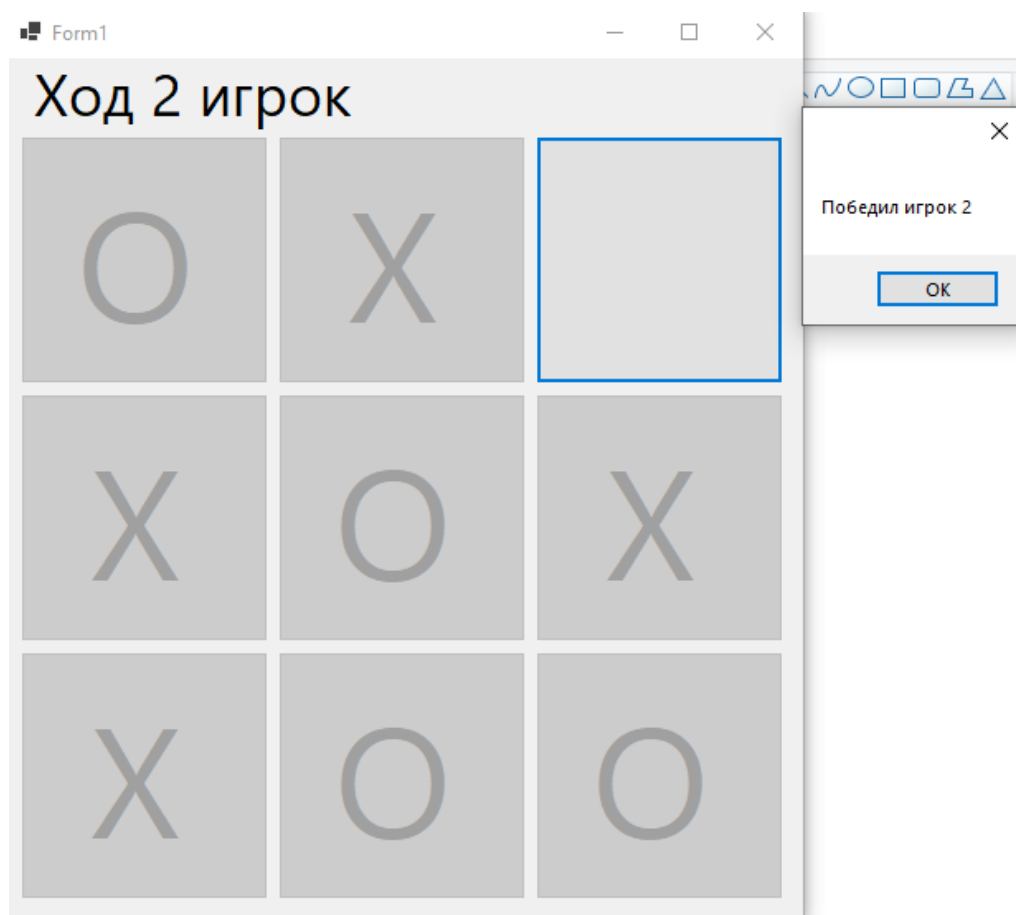 Form1
Ход 2 игрок
O X
X O X
X O O
Победил игрок 2
OK